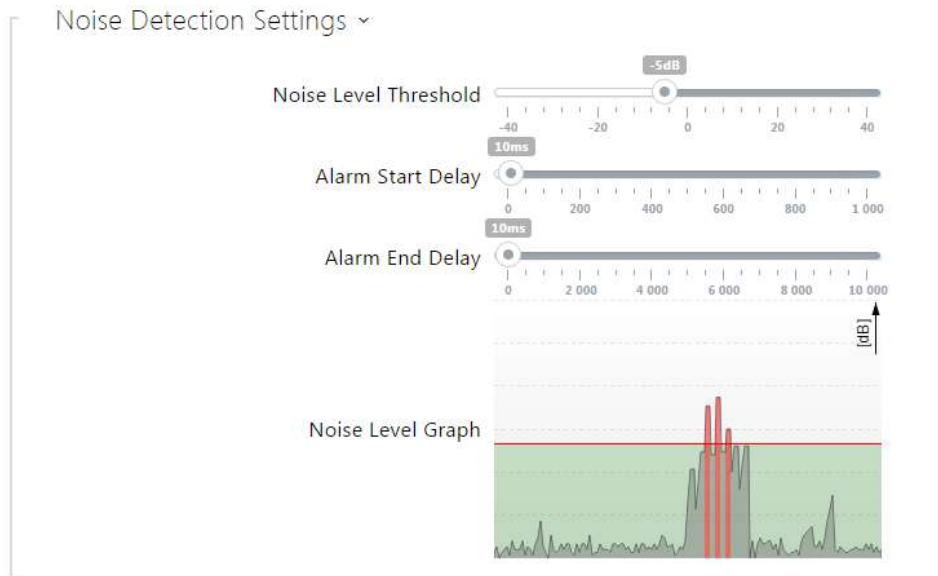 Noise Detection Settings
-5dB
Noise Level Threshold
-40 -20 0 20 40
10ms
Alarm Start Delay
0 200 400 600 800 1 000
10ms
Alarm End Delay
0 2 000 4 000 6 000 8 000 10 000
[dB]
Noise Level Graph